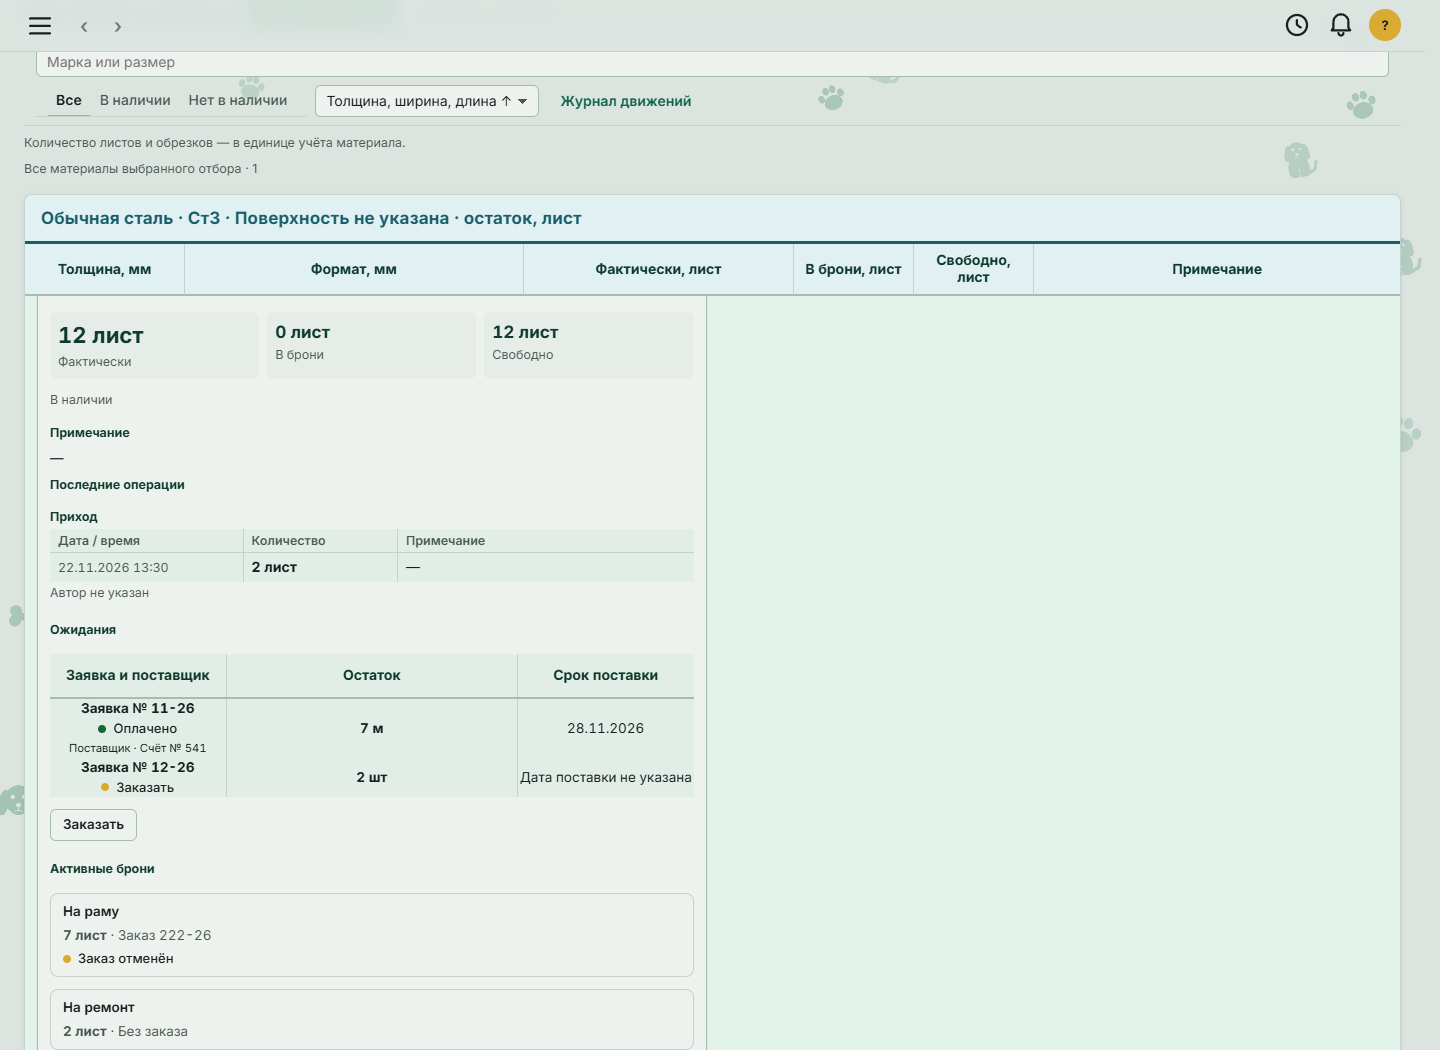 ?
Марка или размер
Все В наличии Нет в наличии Толщина, ширина, длина ↑ Журнал движений
Количество листов и обрезков — в единице учёта материала.
Все материалы выбранного отбора · 1
Обычная сталь · Ст3 · Поверхность не указана · остаток, лист
Толщина, мм Формат, мм Фактически, лист В брони, лист Свободно, лист Примечание
12 лист 0 лист 12 лист
Фактически В брони Свободно
В наличии
Примечание
—
Последние операции
Приход
Дата / время Количество Примечание
22.11.2026 13:30 2 лист —
Автор не указан
Ожидания
Заявка и поставщик Остаток Срок поставки
Заявка № 11-26
Оплачено 7 м 28.11.2026
Поставщик · Счёт № 541
Заявка № 12-26
2 шт Дата поставки не указана
Заказать
Заказать
Активные брони
На раму
7 лист · Заказ 222-26
Заказ отменён
На ремонт
2 лист · Без заказа